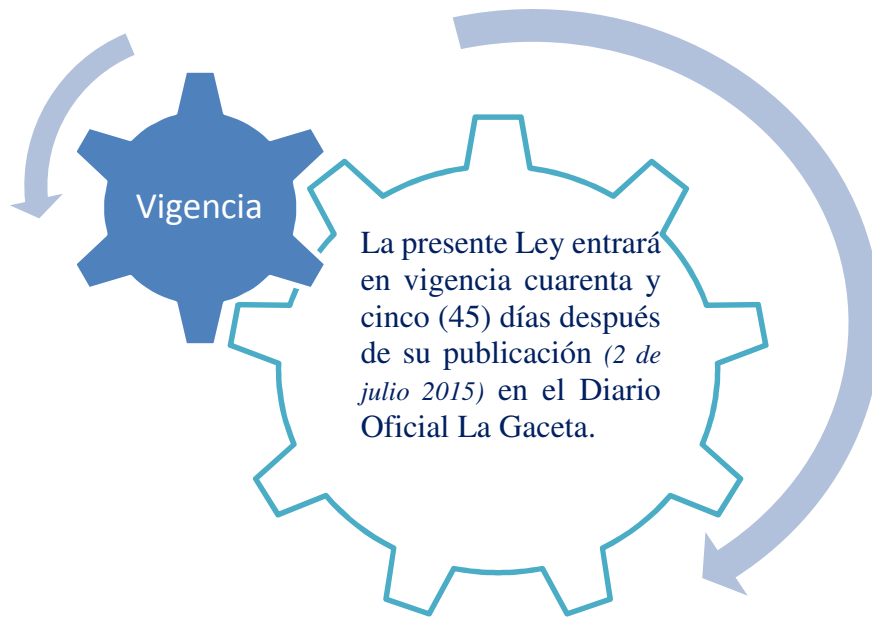 Vigencia
La presente Ley entrará
en vigencia cuarenta y
cinco (45) días después
de su publicación (2 de
julio 2015) en el Diario
Oficial La Gaceta.